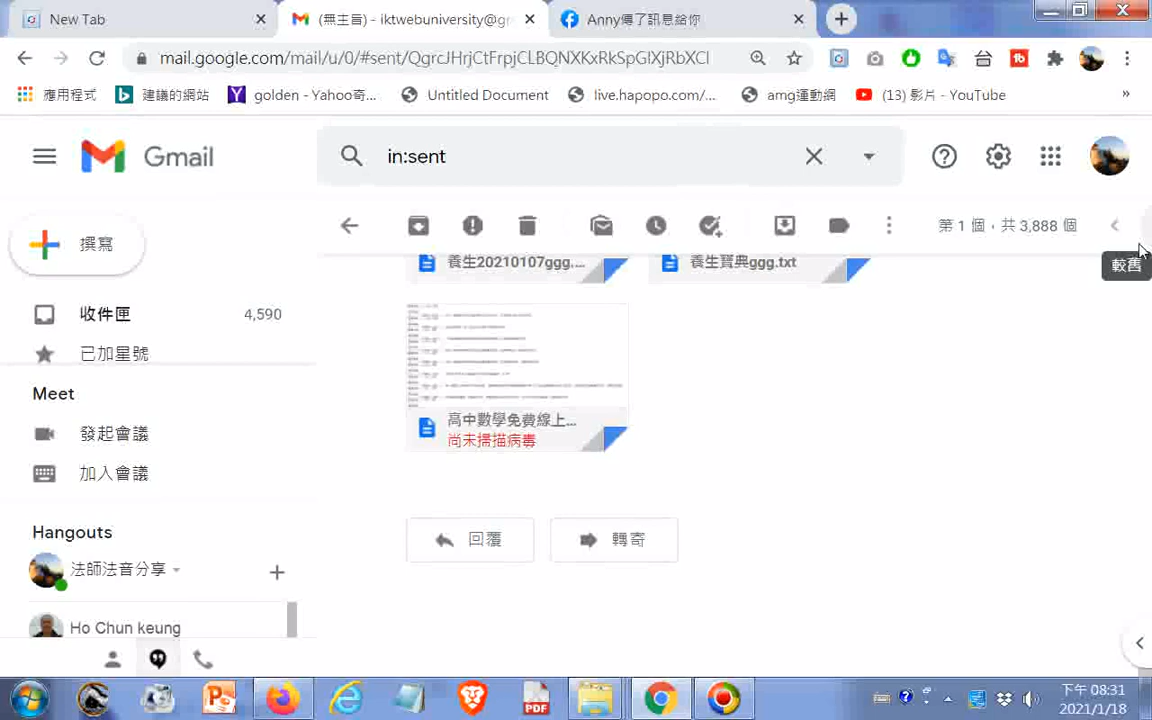 New Tab
(無主旨) - iktwebuniversity@gr
Anny傳了訊息給你
mail.google.com/mail/u/0/#sent/QgrcJHrjCtFrpjCLBQNXKxRkSpGlXjRbXCl
應用程式
建議的網站
golden - Yahoo奇...
Untitled Document
live.hapopo.com/...
amg運動網
(13) 影片 - YouTube
»
Gmail
in:sent
撰寫
第 1 個，共 3,888 個
較舊
養生20210107ggg....
養生寶典ggg.txt
收件匣 4,590
已加星號
Meet
發起會議
加入會議
高中數學免費線上...
尚未掃描病毒
回覆
轉寄
Hangouts
法師法音分享
Ho Chun keung
PDF
下午 08:31
2021/1/18